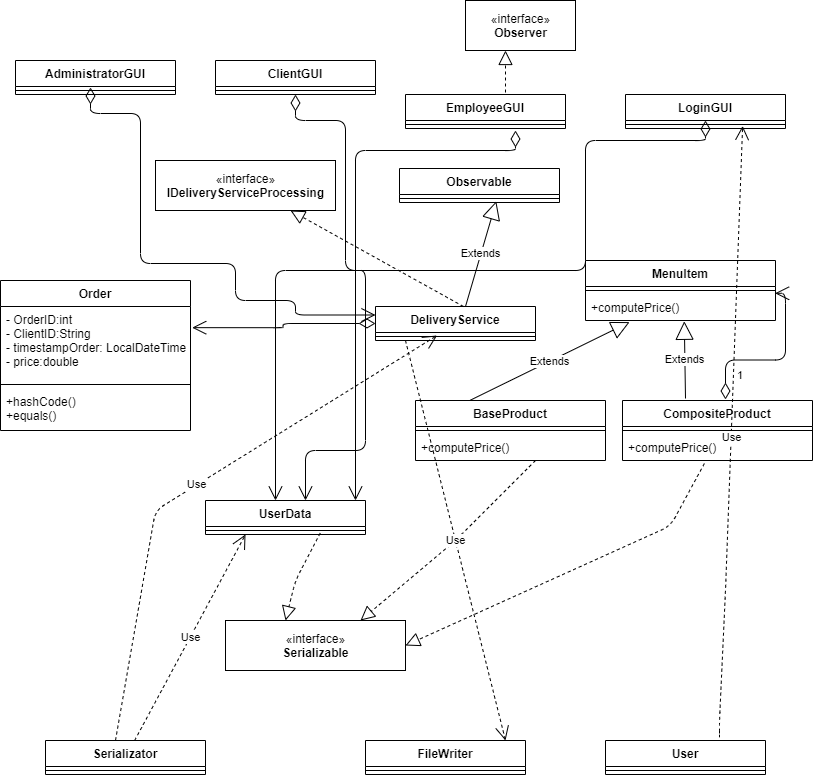 «interface»
Observer
AdministratorGUI
ClientGUI
EmployeeGUI
LoginGUI
«interface»
IDeliveryServiceProcessing
Observable
Extends
MenuItem
+computePrice()
Order
- OrderID:int
- ClientID:String
- timestampOrder: LocalDateTime
- price:double
+hashCode()
+equals()
DeliveryService
Extends
Extends
1
BaseProduct
+computePrice()
CompositeProduct
Use
+computePrice()
Use
UserData
Use
Use
«interface»
Serializable
Serializator
FileWriter
User